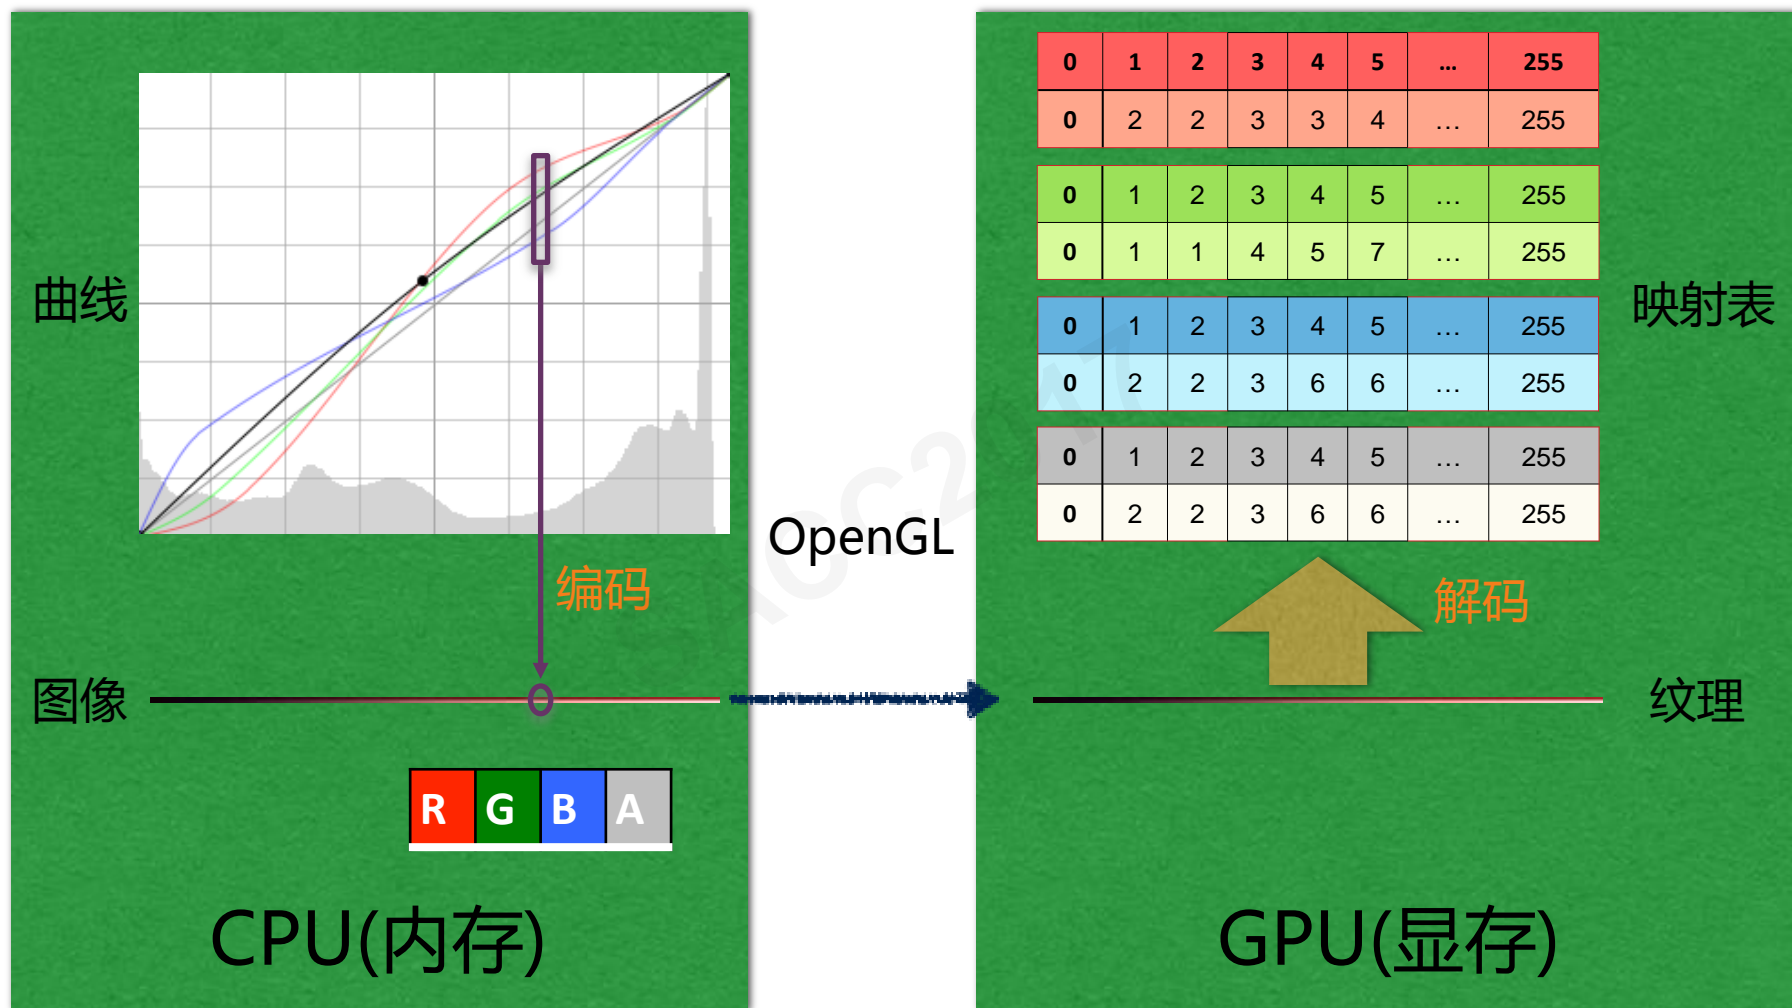 曲线
编码
图像
R G B A
CPU(内存)
OpenGL
0 1 2 3 4 5 ... 255
0 2 2 3 3 4 … 255
0 1 2 3 4 5 … 255
0 1 1 4 5 7 … 255
0 1 2 3 4 5 … 255
0 2 2 3 6 6 … 255
0 1 2 3 4 5 … 255
0 2 2 3 6 6 … 255
映射表
解码
纹理
GPU(显存)
SACC2017